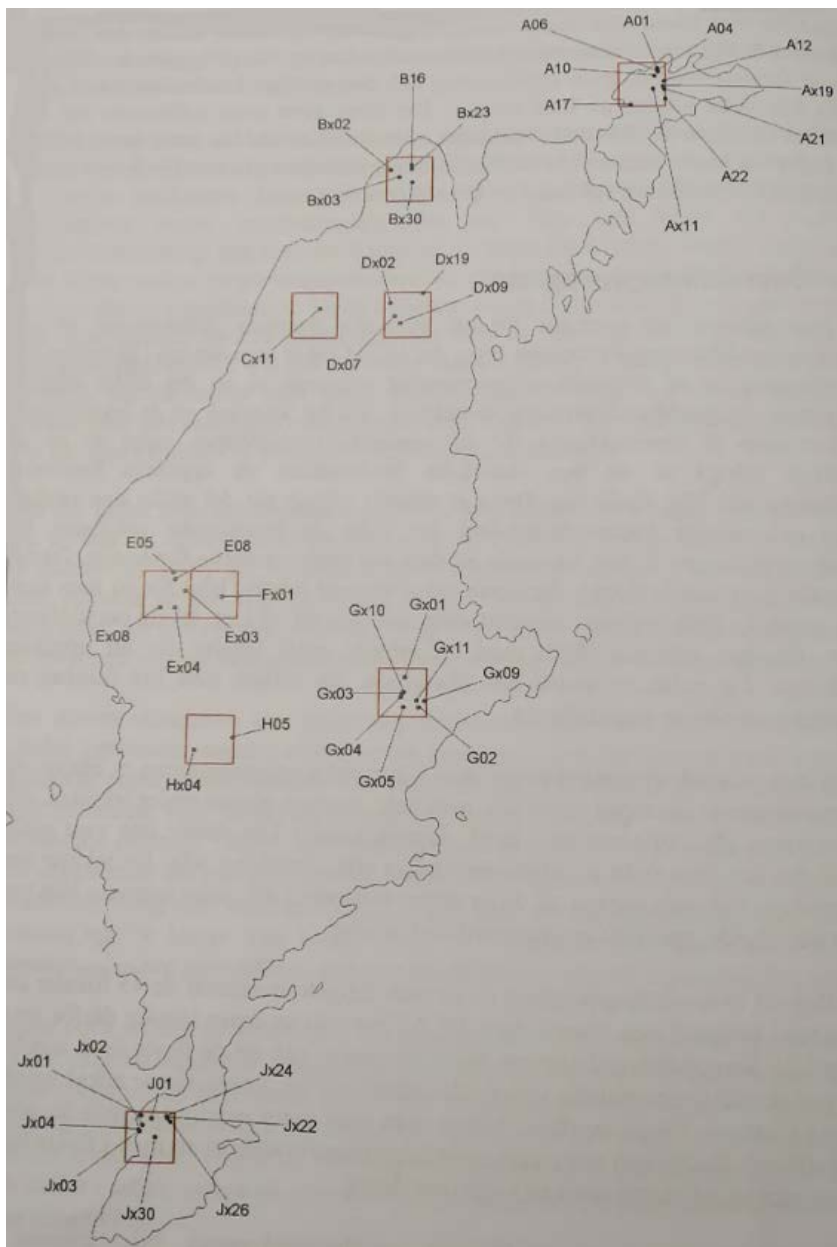 A01
A06
A04
A12
A10
Ax19
A17
A21
A22
Ax11
B16
Bx23
Bx02
Bx03
Bx30
Dx19
Dx02
Dx09
Cx11
Dx07
E05
E08
Fx01
Ex08
Ex03
Ex04
Gx01
Gx10
Gx11
Gx09
Gx03
Gx04
G02
Gx05
H05
Hx04
Jx02
Jx01
J01
Jx24
Jx04
Jx22
Jx03
Jx30
Jx26